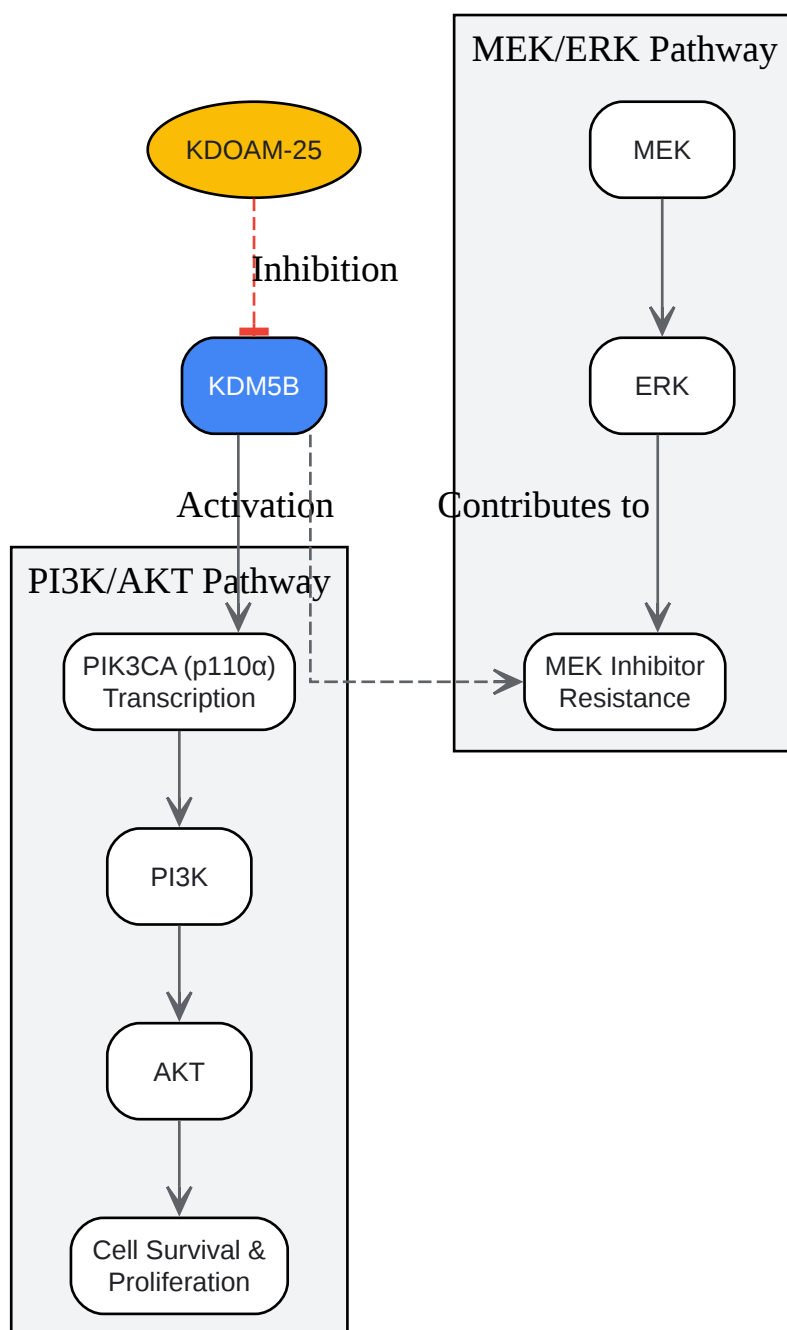 MEK/ERK Pathway
KDOAM-25
MEK
Inhibition
KDM5B
ERK
Activation
Contributes to
PI3K/AKT Pathway
PIK3CA (p110α)
Transcription
MEK Inhibitor
Resistance
PI3K
AKT
Cell Survival &
Proliferation